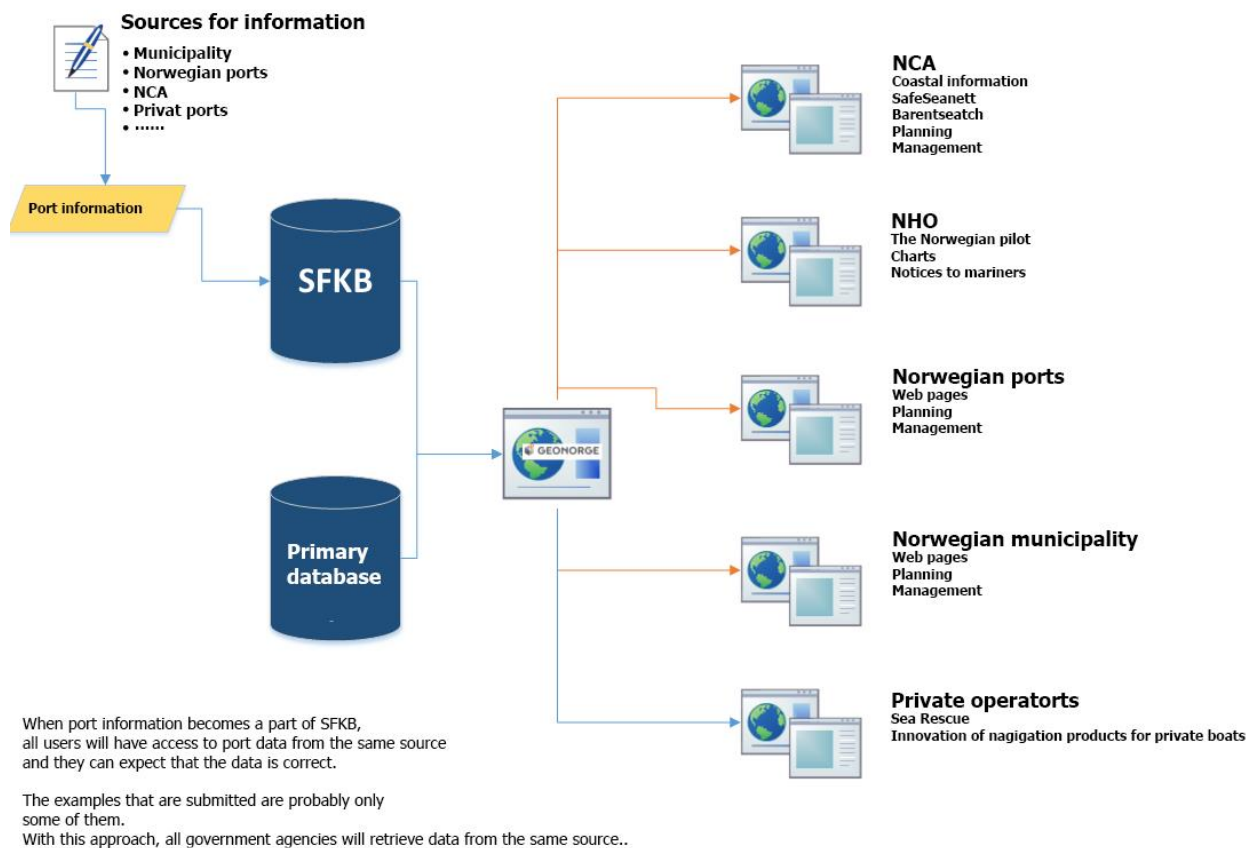 Sources for information
• Municipality
• Norwegian ports
• NCA
• Privat ports
• ······
Port information
SFKB
Primary
database
-
GEONORGE
NCA
Coastal information
SafeSeanett
Barentseatch
Planning
Management
NHO
The Norwegian pilot
Charts
Notices to mariners
Norwegian ports
Web pages
Planning
Management
Norwegian municipality
Web pages
Planning
Management
Private operatorts
Sea Rescue
Innovation of nagigation products for private boats
When port information becomes a part of SFKB,
all users will have access to port data from the same source
and they can expect that the data is correct.
The examples that are submitted are probably only
some of them.
With this approach, all government agencies will retrieve data from the same source..